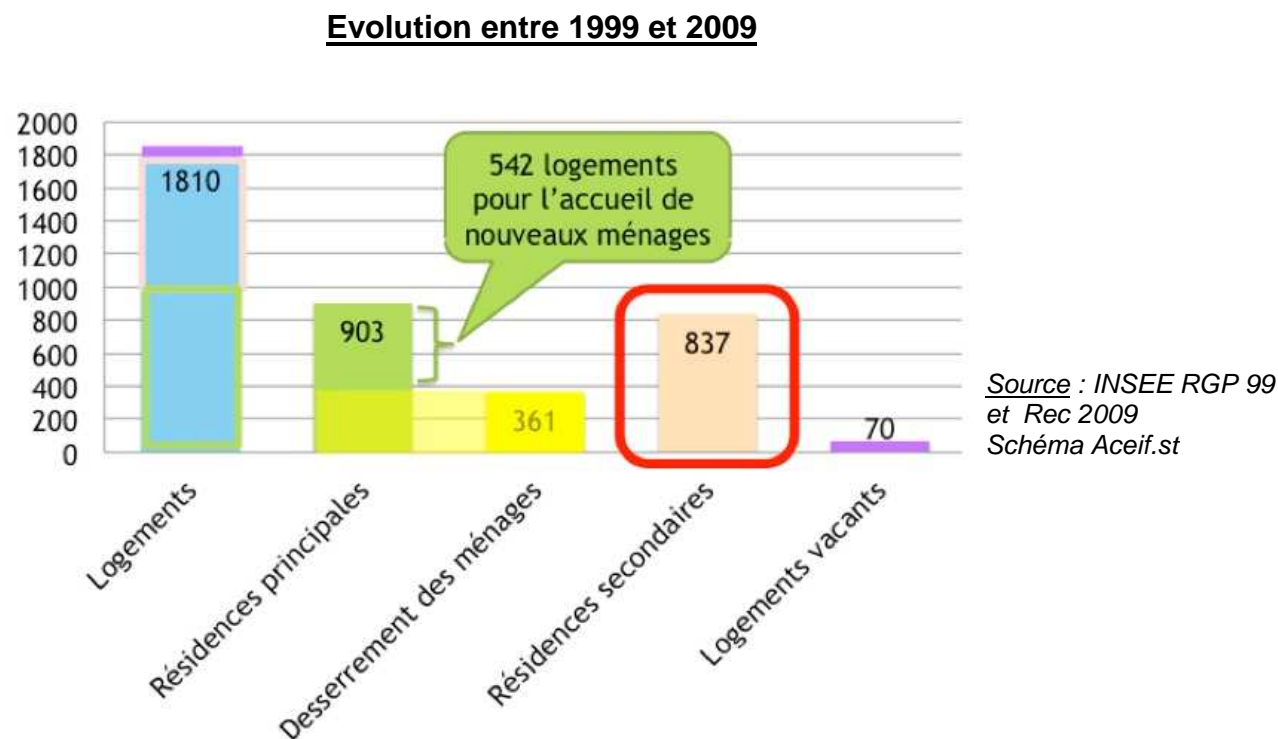 Evolution entre 1999 et 2009
2000
1800
1600
1400
1200
1000
800
600
400
200
0
1810
903
542 logements
pour l'accueil de
nouveaux ménages
361
837
70
Logements
Résidences principales
Desserrement des ménages
Résidences secondaires
Logements vacants
Source : INSEE RGP 99
et Rec 2009
Schéma Aceif.st